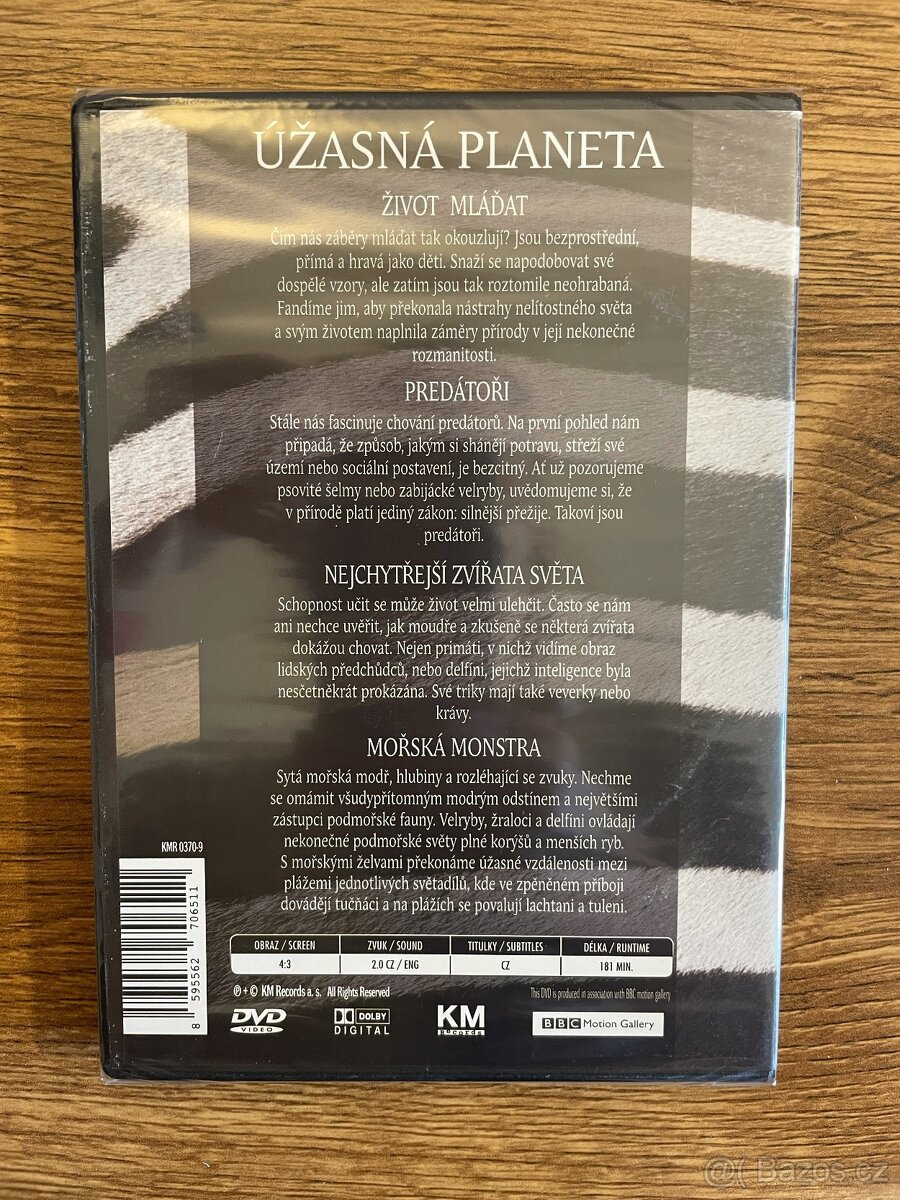 ÚŽASNÁ PLANETA
ŽIVOT MLÁĎAT
Čím nás záběry mláďat tak okouzlují? Jsou bezprostřední,
přímá a hravá jako děti. Snaží se napodobovat své
dospělé vzory, ale zatím jsou tak roztomile neohrabaná.
Fandíme jim, aby překonala nástrahy nelítostného světa
a svým životem naplnila záměry přírody v její nekonečné
rozmanitosti.
PREDÁTOŘI
Stále nás fascinuje chování predátorů. Na první pohled nám
připadá, že způsob, jakým si shánějí potravu, střeží své
území nebo sociální postavení, je bezcitný. Ať už pozorujeme
psovité šelmy nebo zabijácké velryby, uvědomujeme si, že
v přírodě platí jediný zákon: silnější přežije. Takoví jsou
predátoři.
NEJCHYTŘEJŠÍ ZVÍŘATA SVĚTA
Schopnost učit se může život velmi ulehčit. Často se nám
ani nechce uvěřit, jak moudře a zkušeně se některá zvířata
dokážou chovat. Nejen primáti, v nichž vidíme obraz
lidských předchůdců, nebo delfíni, jejichž inteligence byla
nesčetněkrát prokázána. Své triky mají také veverky nebo
krávy.
MOŘSKÁ MONSTRA
Sytá mořská modř, hlubiny a rozléhající se zvuky. Nechme
se omámit všudypřítomným modrým odstínem a největšími
zástupci podmořské fauny. Velryby, žraloci a delfíni ovládají
nekonečné podmořské světy plné korýšů a menších ryb.
S mořskými želvami překonáme úžasné vzdálenosti mezi
plážemi jednotlivých světadílů, kde ve zpěněném příboji
dovádějí tučňáci a na plážích se povalují lachtani a tuleni.
KMR 0370-9
8 595562 706511
OBRAZ / SCREEN ZVUK / SOUND TITULKY / SUBTITLES DÉLKA / RUNTIME
4:3 2.0 CZ / ENG CZ 181 MIN.
℗ + © KM Records a. s. All Rights Reserved
This DVD is produced in association with BBC motion gallery
DVD VIDEO
DOLBY DIGITAL
KM Records
BBC Motion Gallery
@( Bazos.cz